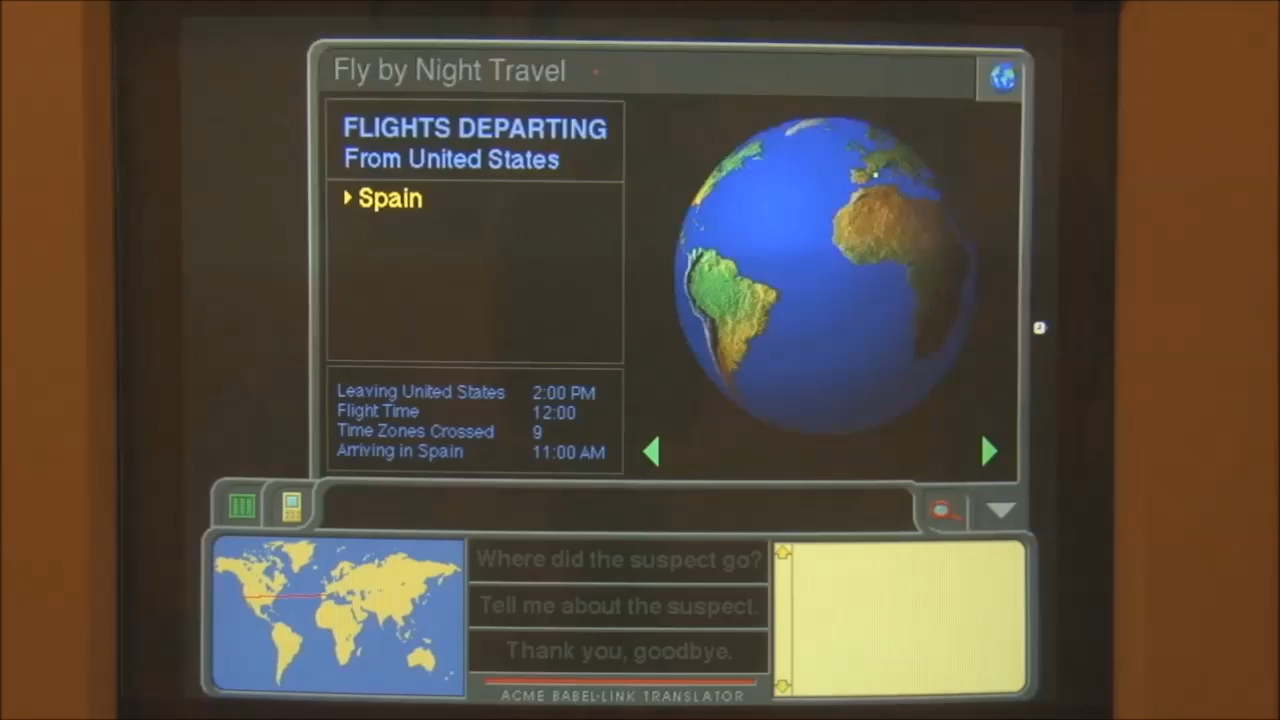 Fly by Night Travel
FLIGHTS DEPARTING
From United States
Spain
Leaving United States 2:00 PM
Flight Time 12:00
Time Zones Crossed 9
Arriving in Spain 11:00 AM
Where did the suspect go?
Tell me about the suspect.
Thank you, goodbye.
ACME BABEL-LINK TRANSLATOR